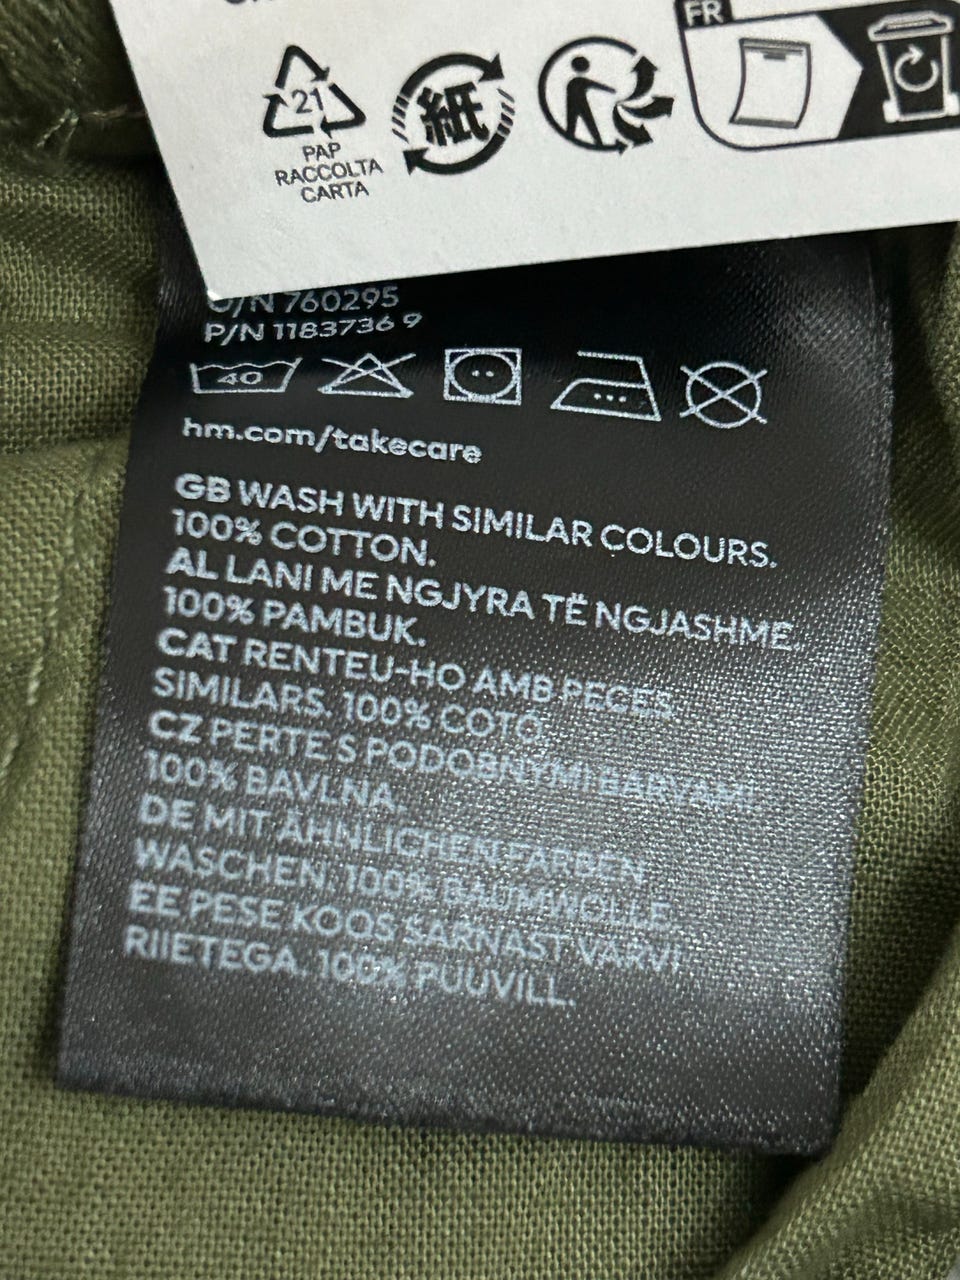 FR
21
PAP
RACCOLTA
CARTA
紙
O/N 760295
P/N 1183736 9
40
hm.com/takecare
GB WASH WITH SIMILAR COLOURS.
100% COTTON.
AL LANI ME NGJYRA TË NGJASHME.
100% PAMBUK.
CAT RENTEU-HO AMB PECES
SIMILARS. 100% COTÓ.
CZ PERTE S PODOBNÝMI BARVAMI.
100% BAVLNA.
DE MIT ÄHNLICHEN FARBEN
WASCHEN. 100% BAUMWOLLE.
EE PESE KOOS SARNAST VÄRVI
RIIETEGA. 100% PUUVILL.